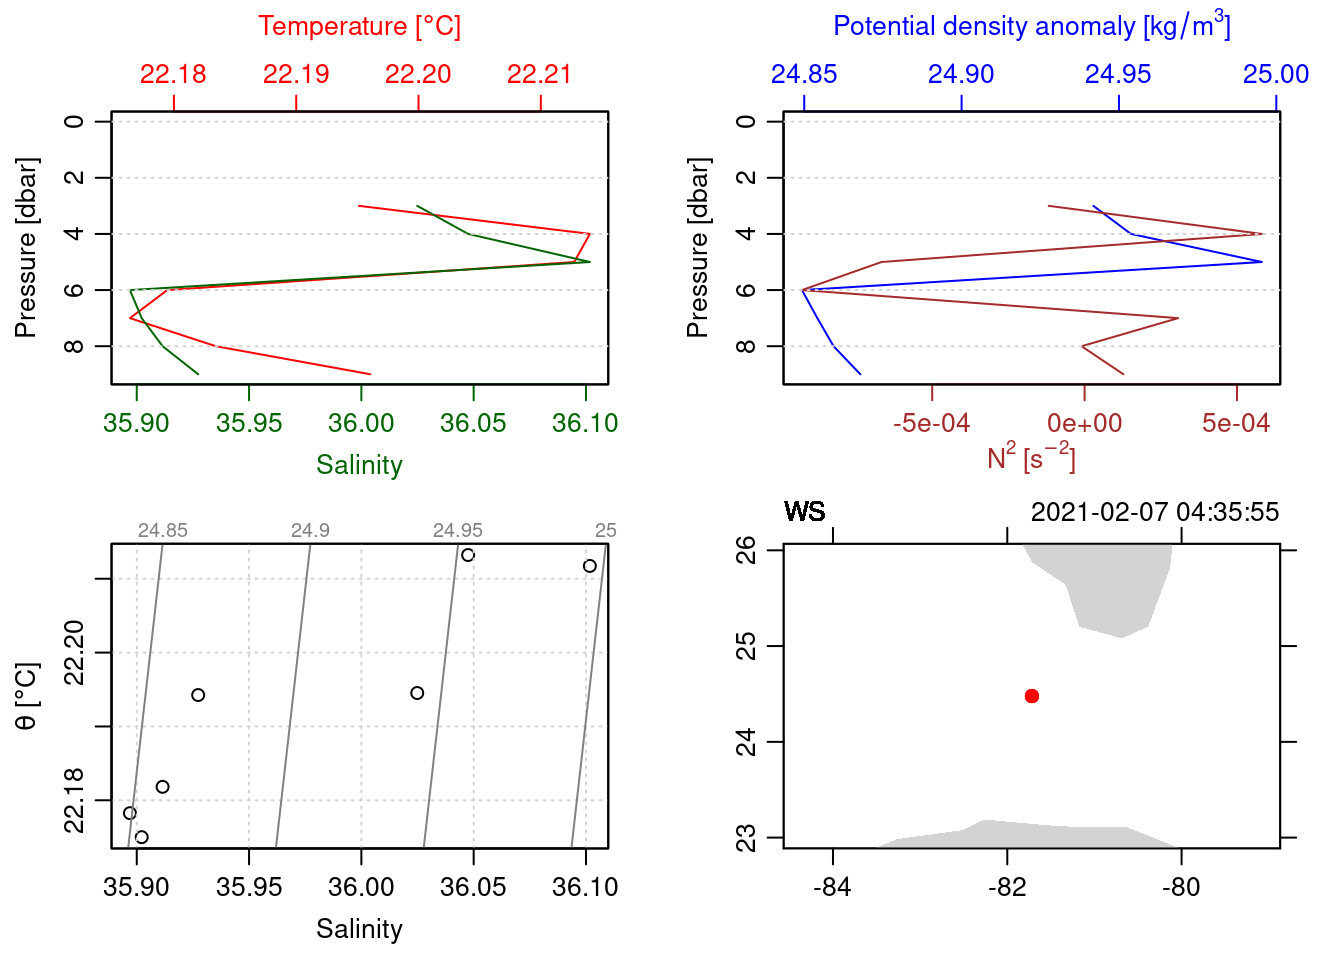 Temperature [°C]
22.18 22.19 22.20 22.21
Pressure [dbar]
0
2
4
6
8
35.90 35.95 36.00 36.05 36.10
Salinity
Potential density anomaly [kg/m³]
24.85 24.90 24.95 25.00
Pressure [dbar]
0
2
4
6
8
-5e-04 0e+00 5e-04
N² [s⁻²]
24.85 24.9 24.95 25
θ [°C]
22.20
22.18
35.90 35.95 36.00 36.05 36.10
Salinity
WS 2021-02-07 04:35:55
26
25
24
23
-84 -82 -80